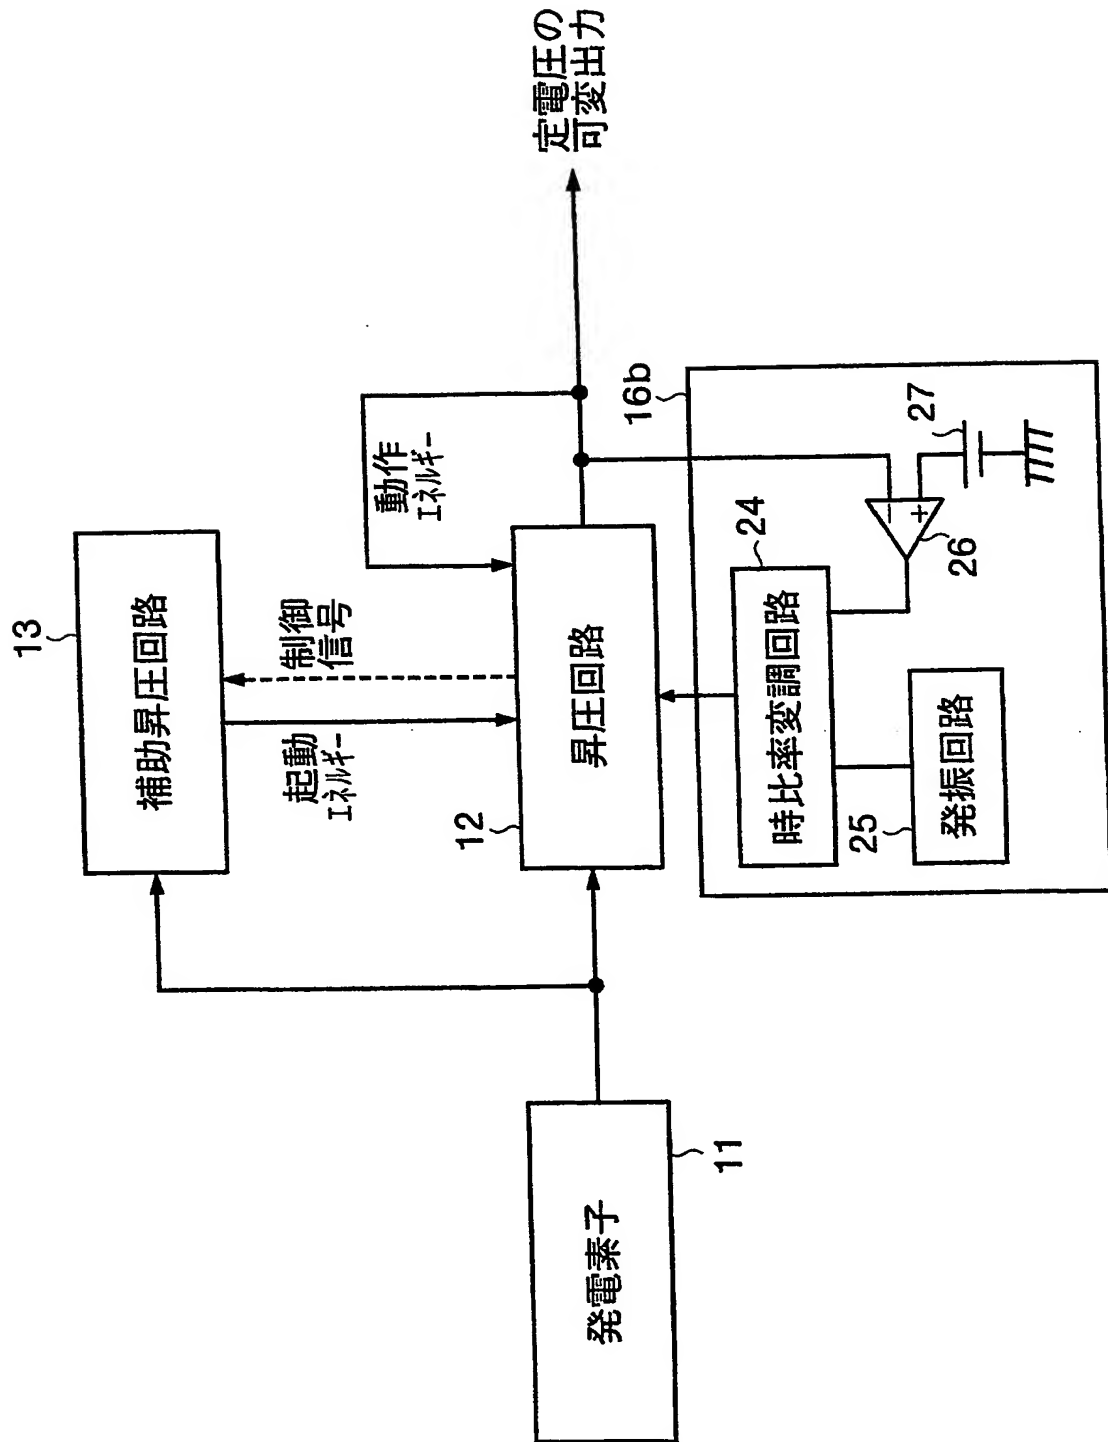 13
補助昇圧回路
制御
信号
起動
エネルギー
動作
エネルギー
定電圧の
可変出力
12
昇圧回路
発電素子
11
16b
24
時比率変調回路
25
発振回路
−
+
26
27